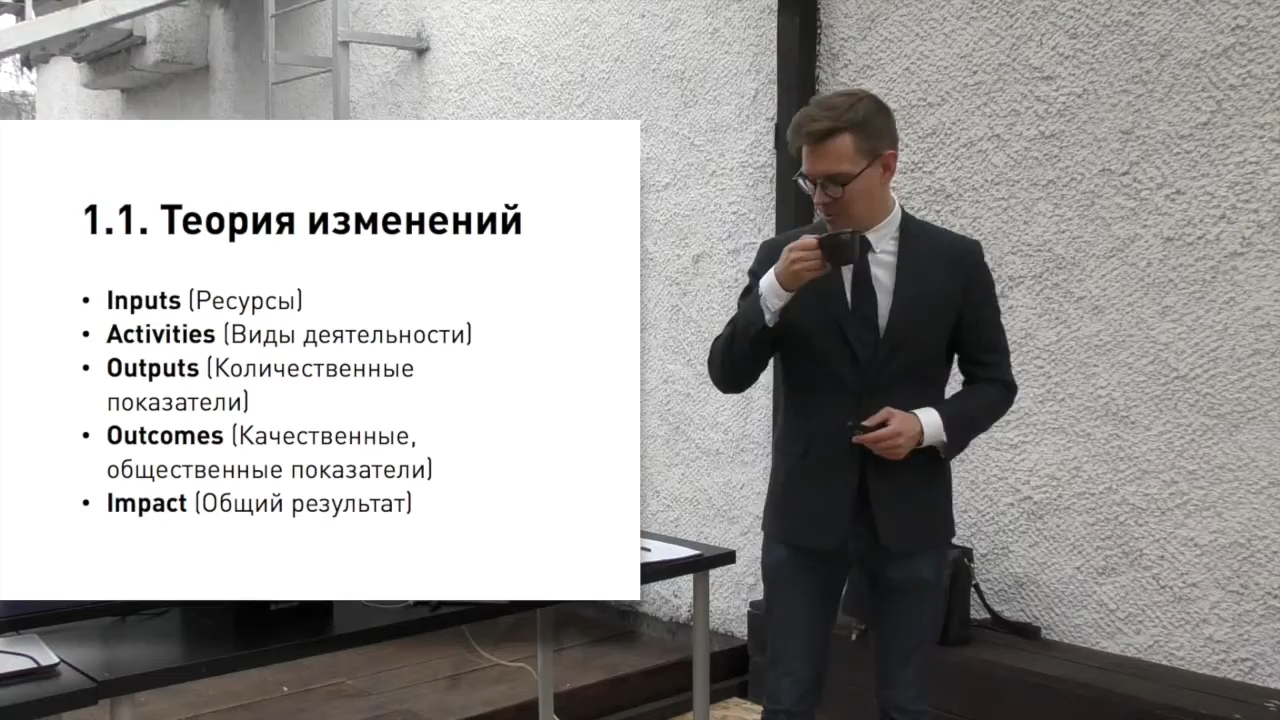 1.1. Теория изменений
• Inputs (Ресурсы)
• Activities (Виды деятельности)
• Outputs (Количественные
показатели)
• Outcomes (Качественные,
общественные показатели)
• Impact (Общий результат)